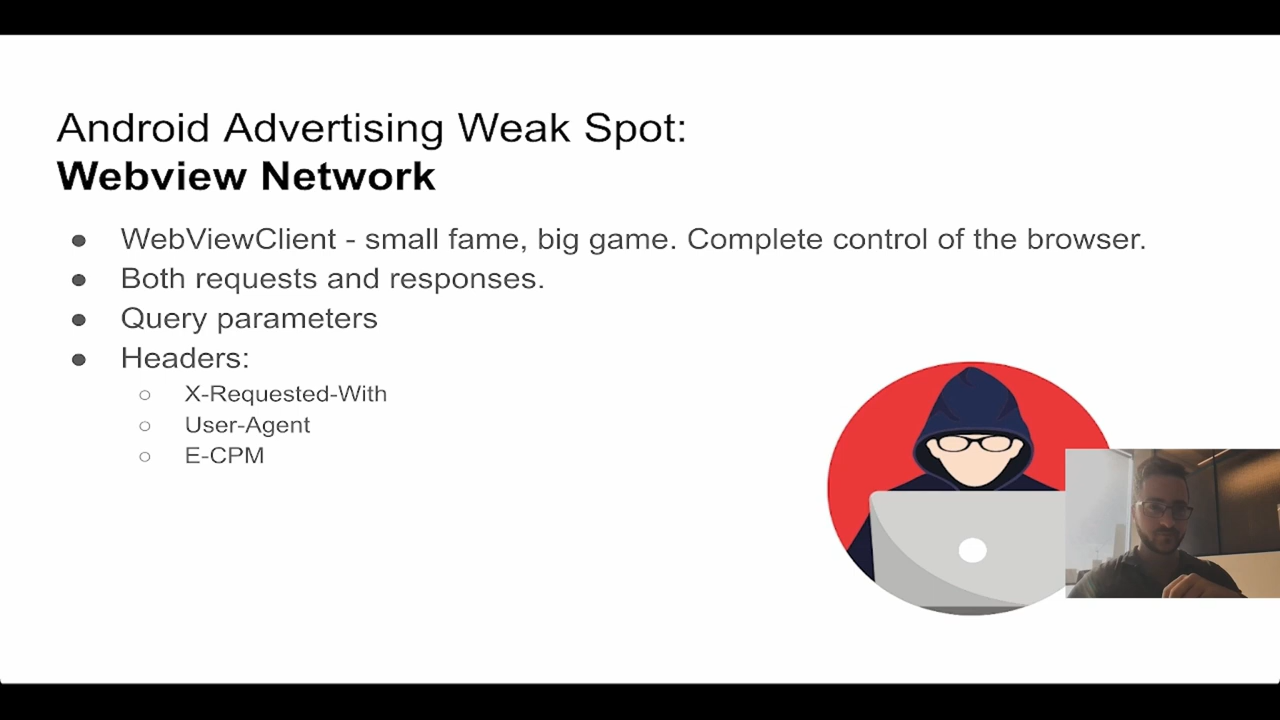 Android Advertising Weak Spot:
Webview Network
● WebViewClient - small fame, big game. Complete control of the browser.
● Both requests and responses.
● Query parameters
● Headers:
○ X-Requested-With
○ User-Agent
○ E-CPM